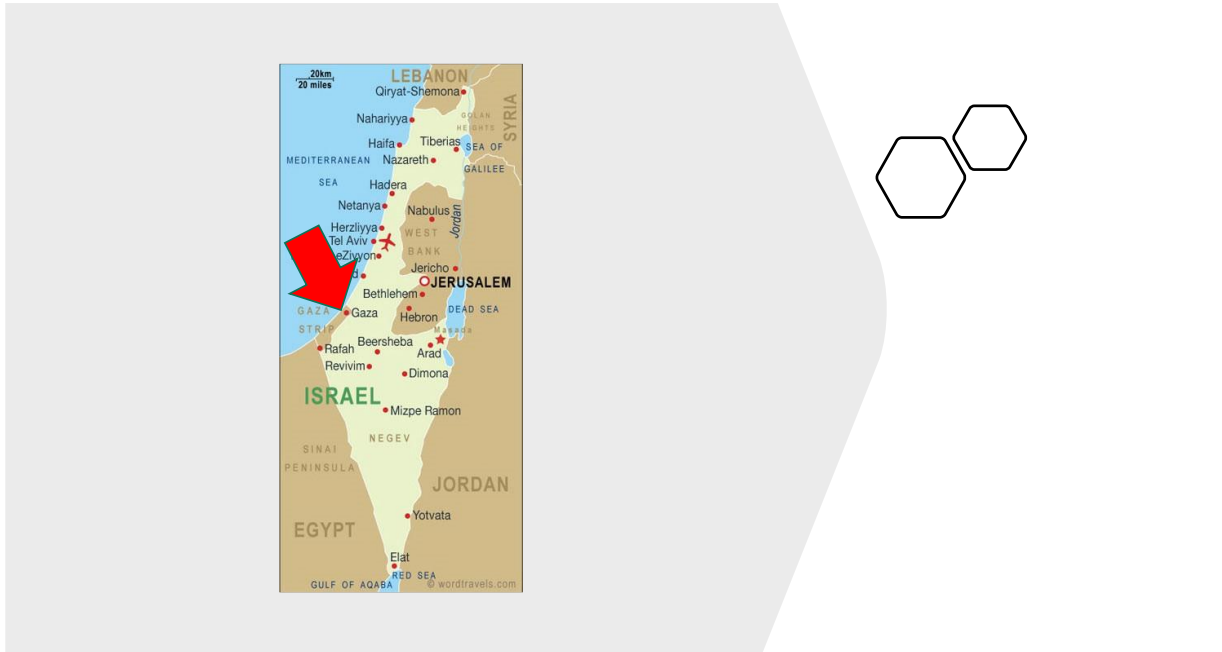 20km
20 miles
LEBANON
Qiryat-Shemona
SYRIA
GOLAN
HEIGHTS
Nahariyya
Haifa
Tiberias
SEA OF
GALILEE
MEDITERRANEAN
SEA
Nazareth
Hadera
Netanya
Nabulus
Jordan
Herzliyya
WEST
BANK
Tel Aviv
eZiyyon
Jericho
d
JERUSALEM
Bethlehem
GAZA
STRIP
Gaza
Hebron
DEAD SEA
Masada
Beersheba
Rafah
Arad
Revivim
Dimona
ISRAEL
Mizpe Ramon
NEGEV
SINAI
PENINSULA
JORDAN
EGYPT
Yotvata
Elat
RED SEA
GULF OF AQABA
© wordtravels.com